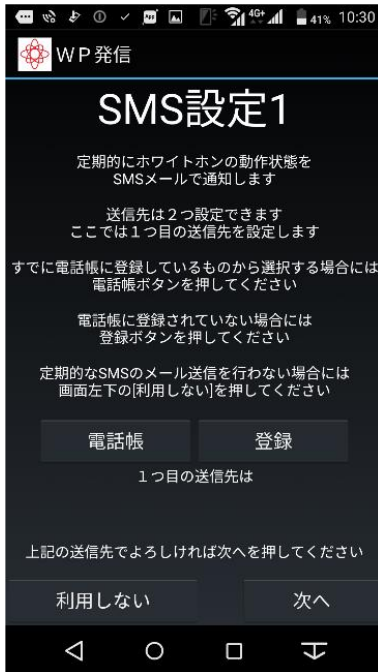 4G+ 41% 10:30
WP発信
SMS設定1
定期的にホワイトホンの動作状態を
SMSメールで通知します
送信先は２つ設定できます
ここでは１つ目の送信先を設定します
すでに電話帳に登録しているものから選択する場合には
電話帳ボタンを押してください
電話帳に登録されていない場合には
登録ボタンを押してください
定期的なSMSのメール送信を行わない場合には
画面左下の[利用しない]を押してください
電話帳 登録
１つ目の送信先は
上記の送信先でよろしければ次へを押してください
利用しない 次へ